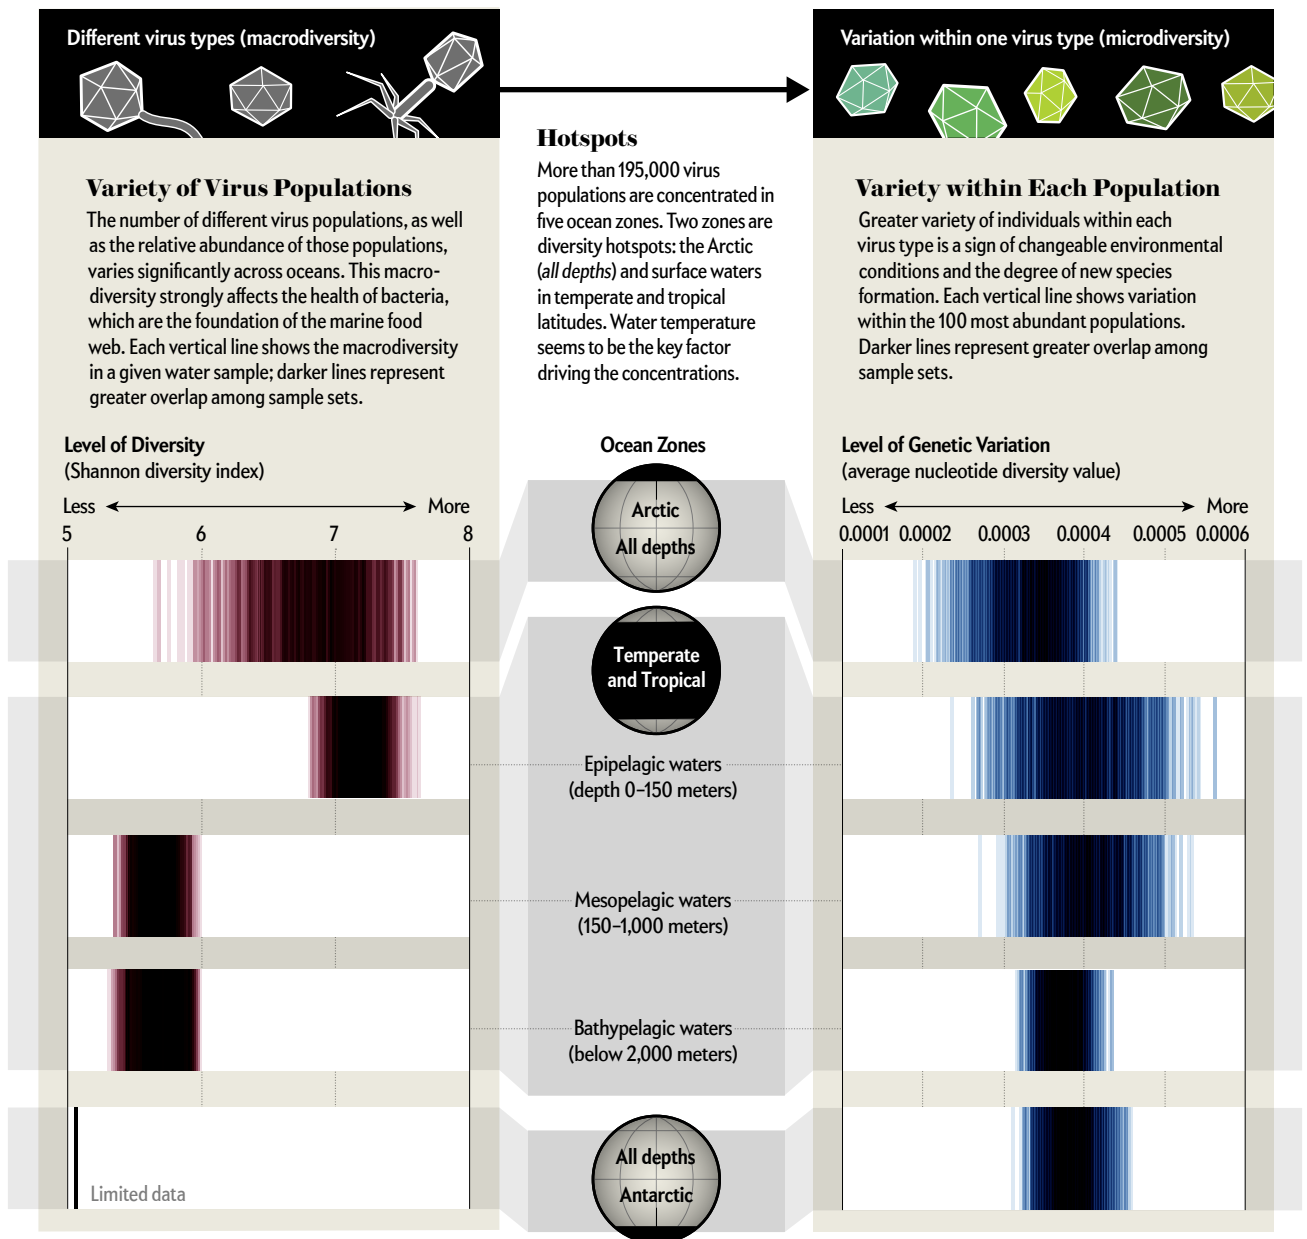 Different virus types (macrodiversity)
Variety of Virus Populations
The number of different virus populations, as well
as the relative abundance of those populations,
varies significantly across oceans. This macro-
diversity strongly affects the health of bacteria,
which are the foundation of the marine food
web. Each vertical line shows the macrodiversity
in a given water sample; darker lines represent
greater overlap among sample sets.
Hotspots
More than 195,000 virus
populations are concentrated in
five ocean zones. Two zones are
diversity hotspots: the Arctic
(all depths) and surface waters
in temperate and tropical
latitudes. Water temperature
seems to be the key factor
driving the concentrations.
Variation within one virus type (microdiversity)
Variety within Each Population
Greater variety of individuals within each
virus type is a sign of changeable environmental
conditions and the degree of new species
formation. Each vertical line shows variation
within the 100 most abundant populations.
Darker lines represent greater overlap among
sample sets.
Level of Diversity
(Shannon diversity index)
Less More
5 6 7 8
Limited data
Ocean Zones
Arctic
All depths
Temperate
and Tropical
Epipelagic waters
(depth 0–150 meters)
Mesopelagic waters
(150–1,000 meters)
Bathypelagic waters
(below 2,000 meters)
All depths
Antarctic
Level of Genetic Variation
(average nucleotide diversity value)
Less More
0.0001 0.0002 0.0003 0.0004 0.0005 0.0006